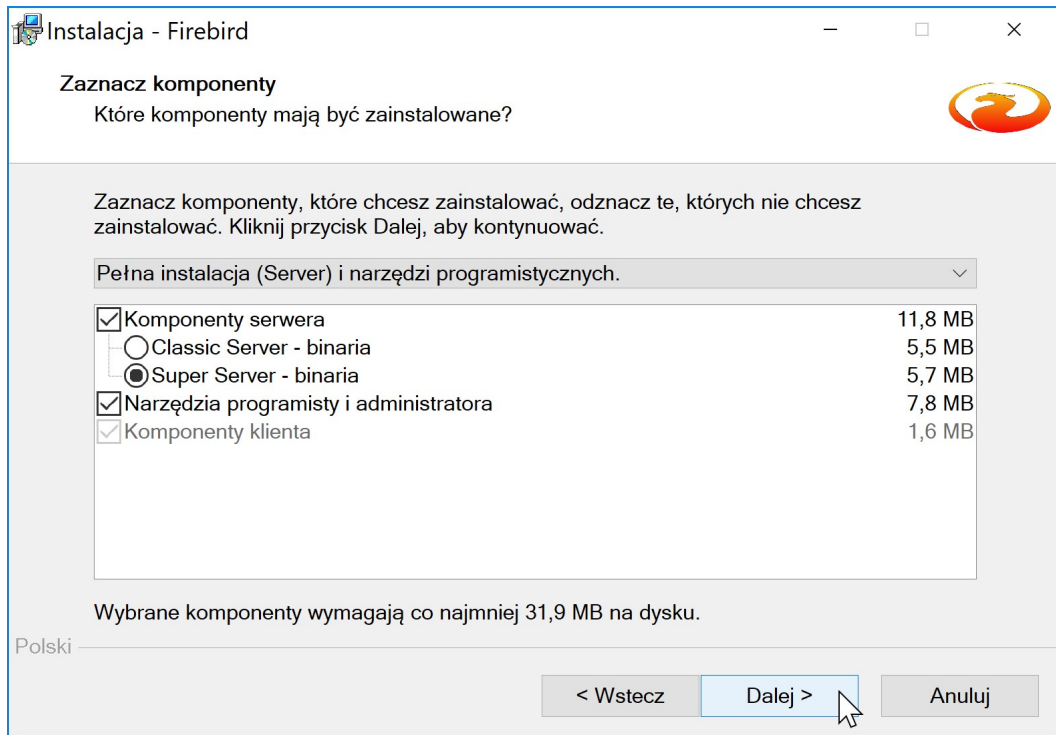 Instalacja - Firebird
Zaznacz komponenty
Które komponenty mają być zainstalowane?
Zaznacz komponenty, które chcesz zainstalować, odznacz te, których nie chcesz
zainstalować. Kliknij przycisk Dalej, aby kontynuować.
Pełna instalacja (Server) i narzędzi programistycznych.
Komponenty serwera 11,8 MB
Classic Server - binaria 5,5 MB
Super Server - binaria 5,7 MB
Narzędzia programisty i administratora 7,8 MB
Komponenty klienta 1,6 MB
Wybrane komponenty wymagają co najmniej 31,9 MB na dysku.
Polski
< Wstecz Dalej > Anuluj